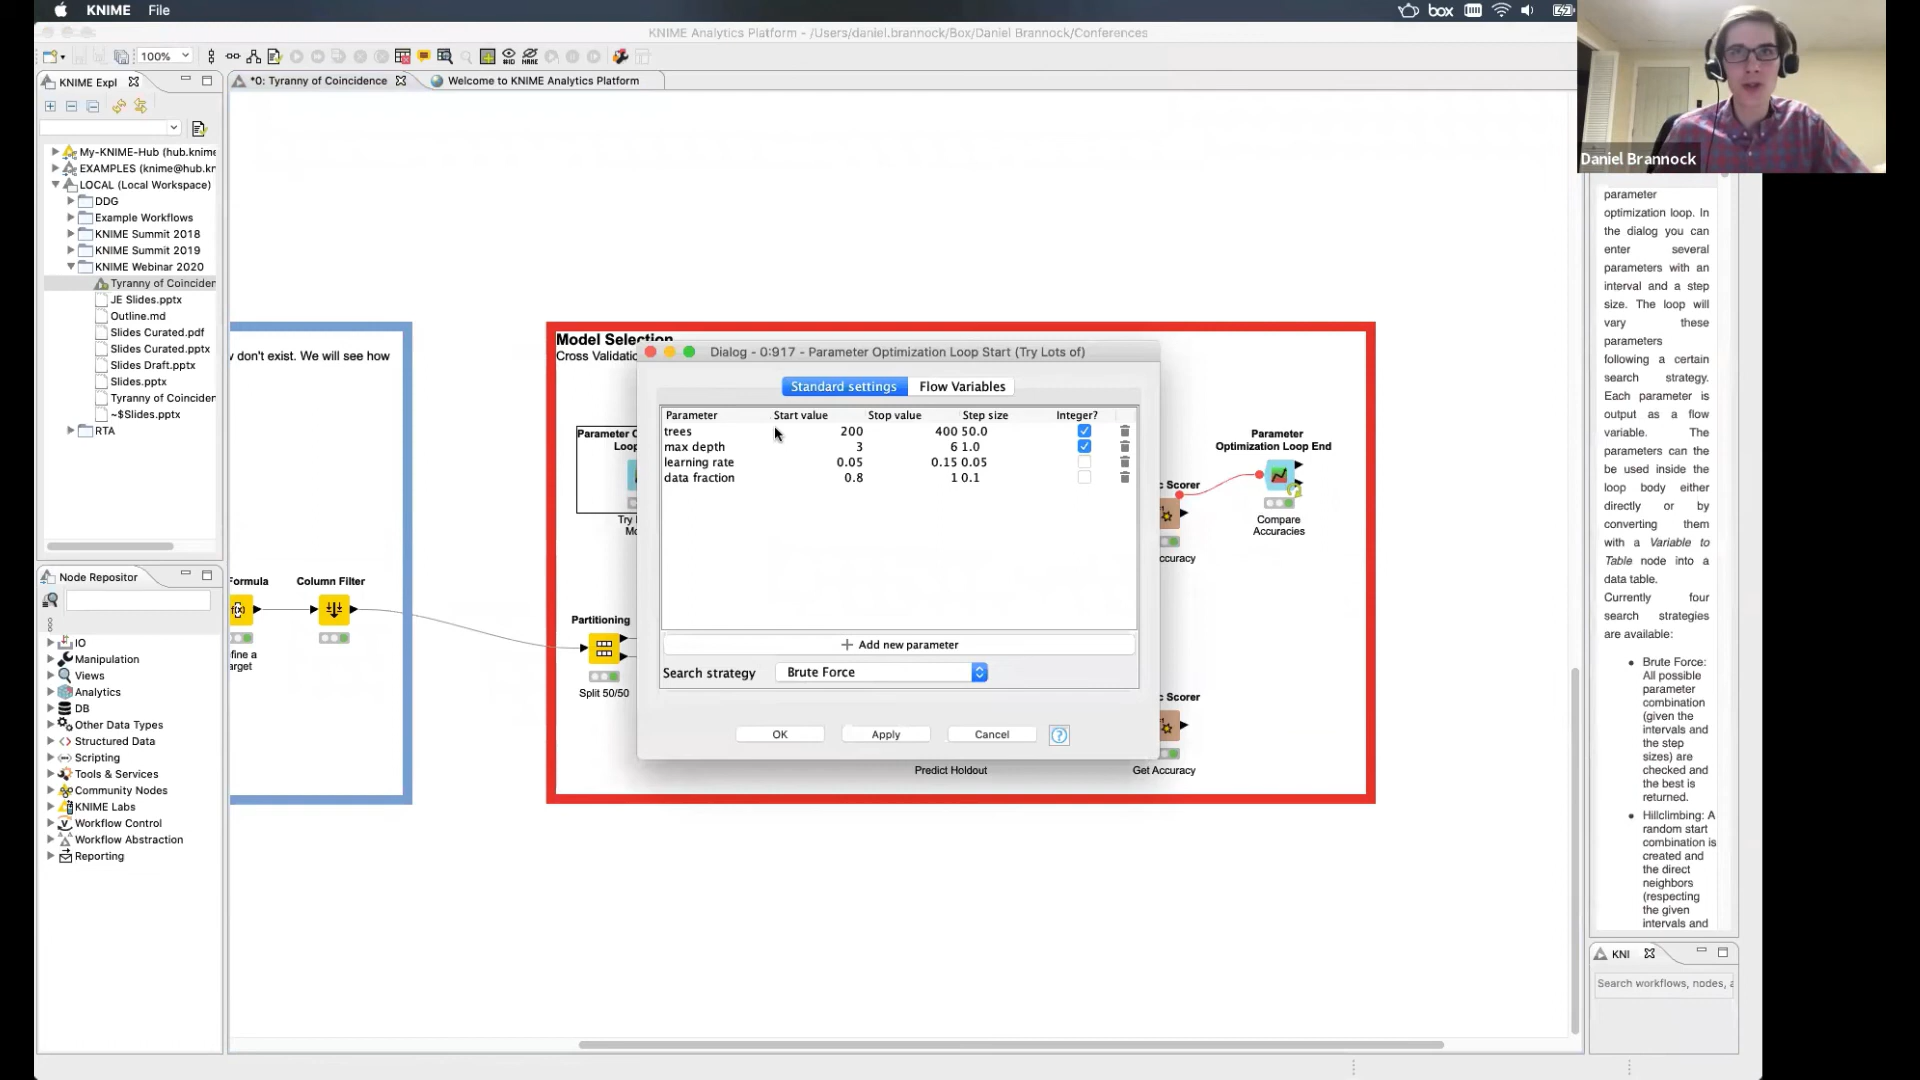 KNIME File
box
KNIME Analytics Platform - /Users/daniel.brannock/Box/Daniel Brannock/Conferences
100%
KNIME Expl
*0: Tyranny of Coincidence
Welcome to KNIME Analytics Platform
My-KNIME-Hub (hub.knime
EXAMPLES (knime@hub.kr
LOCAL (Local Workspace)
DDG
Example Workflows
KNIME Summit 2018
KNIME Summit 2019
KNIME Webinar 2020
Tyranny of Coinciden
JE Slides.pptx
Outline.md
Slides Curated.pdf
Slides Curated.pptx
Slides Draft.pptx
Slides.pptx
Tyranny of Coinciden
~$Slides.pptx
RTA
Node Repositor
IO
Manipulation
Views
Analytics
DB
Other Data Types
Structured Data
Scripting
Tools & Services
Community Nodes
KNIME Labs
Workflow Control
Workflow Abstraction
Reporting
don't exist. We will see how
Formula
Column Filter
fine a
arget
Model Selection
Cross Validatio
Parameter O
Loop
Try
Mo
Partitioning
Split 50/50
Dialog - 0:917 - Parameter Optimization Loop Start (Try Lots of)
Standard settings Flow Variables
Parameter Start value Stop value Step size Integer?
trees 200 400 50.0
max depth 3 6 1.0
learning rate 0.05 0.15 0.05
data fraction 0.8 1 0.1
Add new parameter
Search strategy Brute Force
OK Apply Cancel ?
c Scorer
ccuracy
Parameter
Optimization Loop End
Compare
Accuracies
c Scorer
Predict Holdout
Get Accuracy
Daniel Brannock
parameter
optimization loop. In
the dialog you can
enter several
parameters with an
interval and a step
size. The loop will
vary these
parameters
following a certain
search strategy.
Each parameter is
output as a flow
variable. The
parameters can the
be used inside the
loop body either
directly or by
converting them
with a Variable to
Table node into a
data table.
Currently four
search strategies
are available:
• Brute Force:
All possible
parameter
combination
(given the
intervals and
the step
sizes) are
checked and
the best is
returned.
• Hillclimbing: A
random start
combination is
created and
the direct
neighbors
(respecting
the given
intervals and
KNI
Search workflows, nodes, a